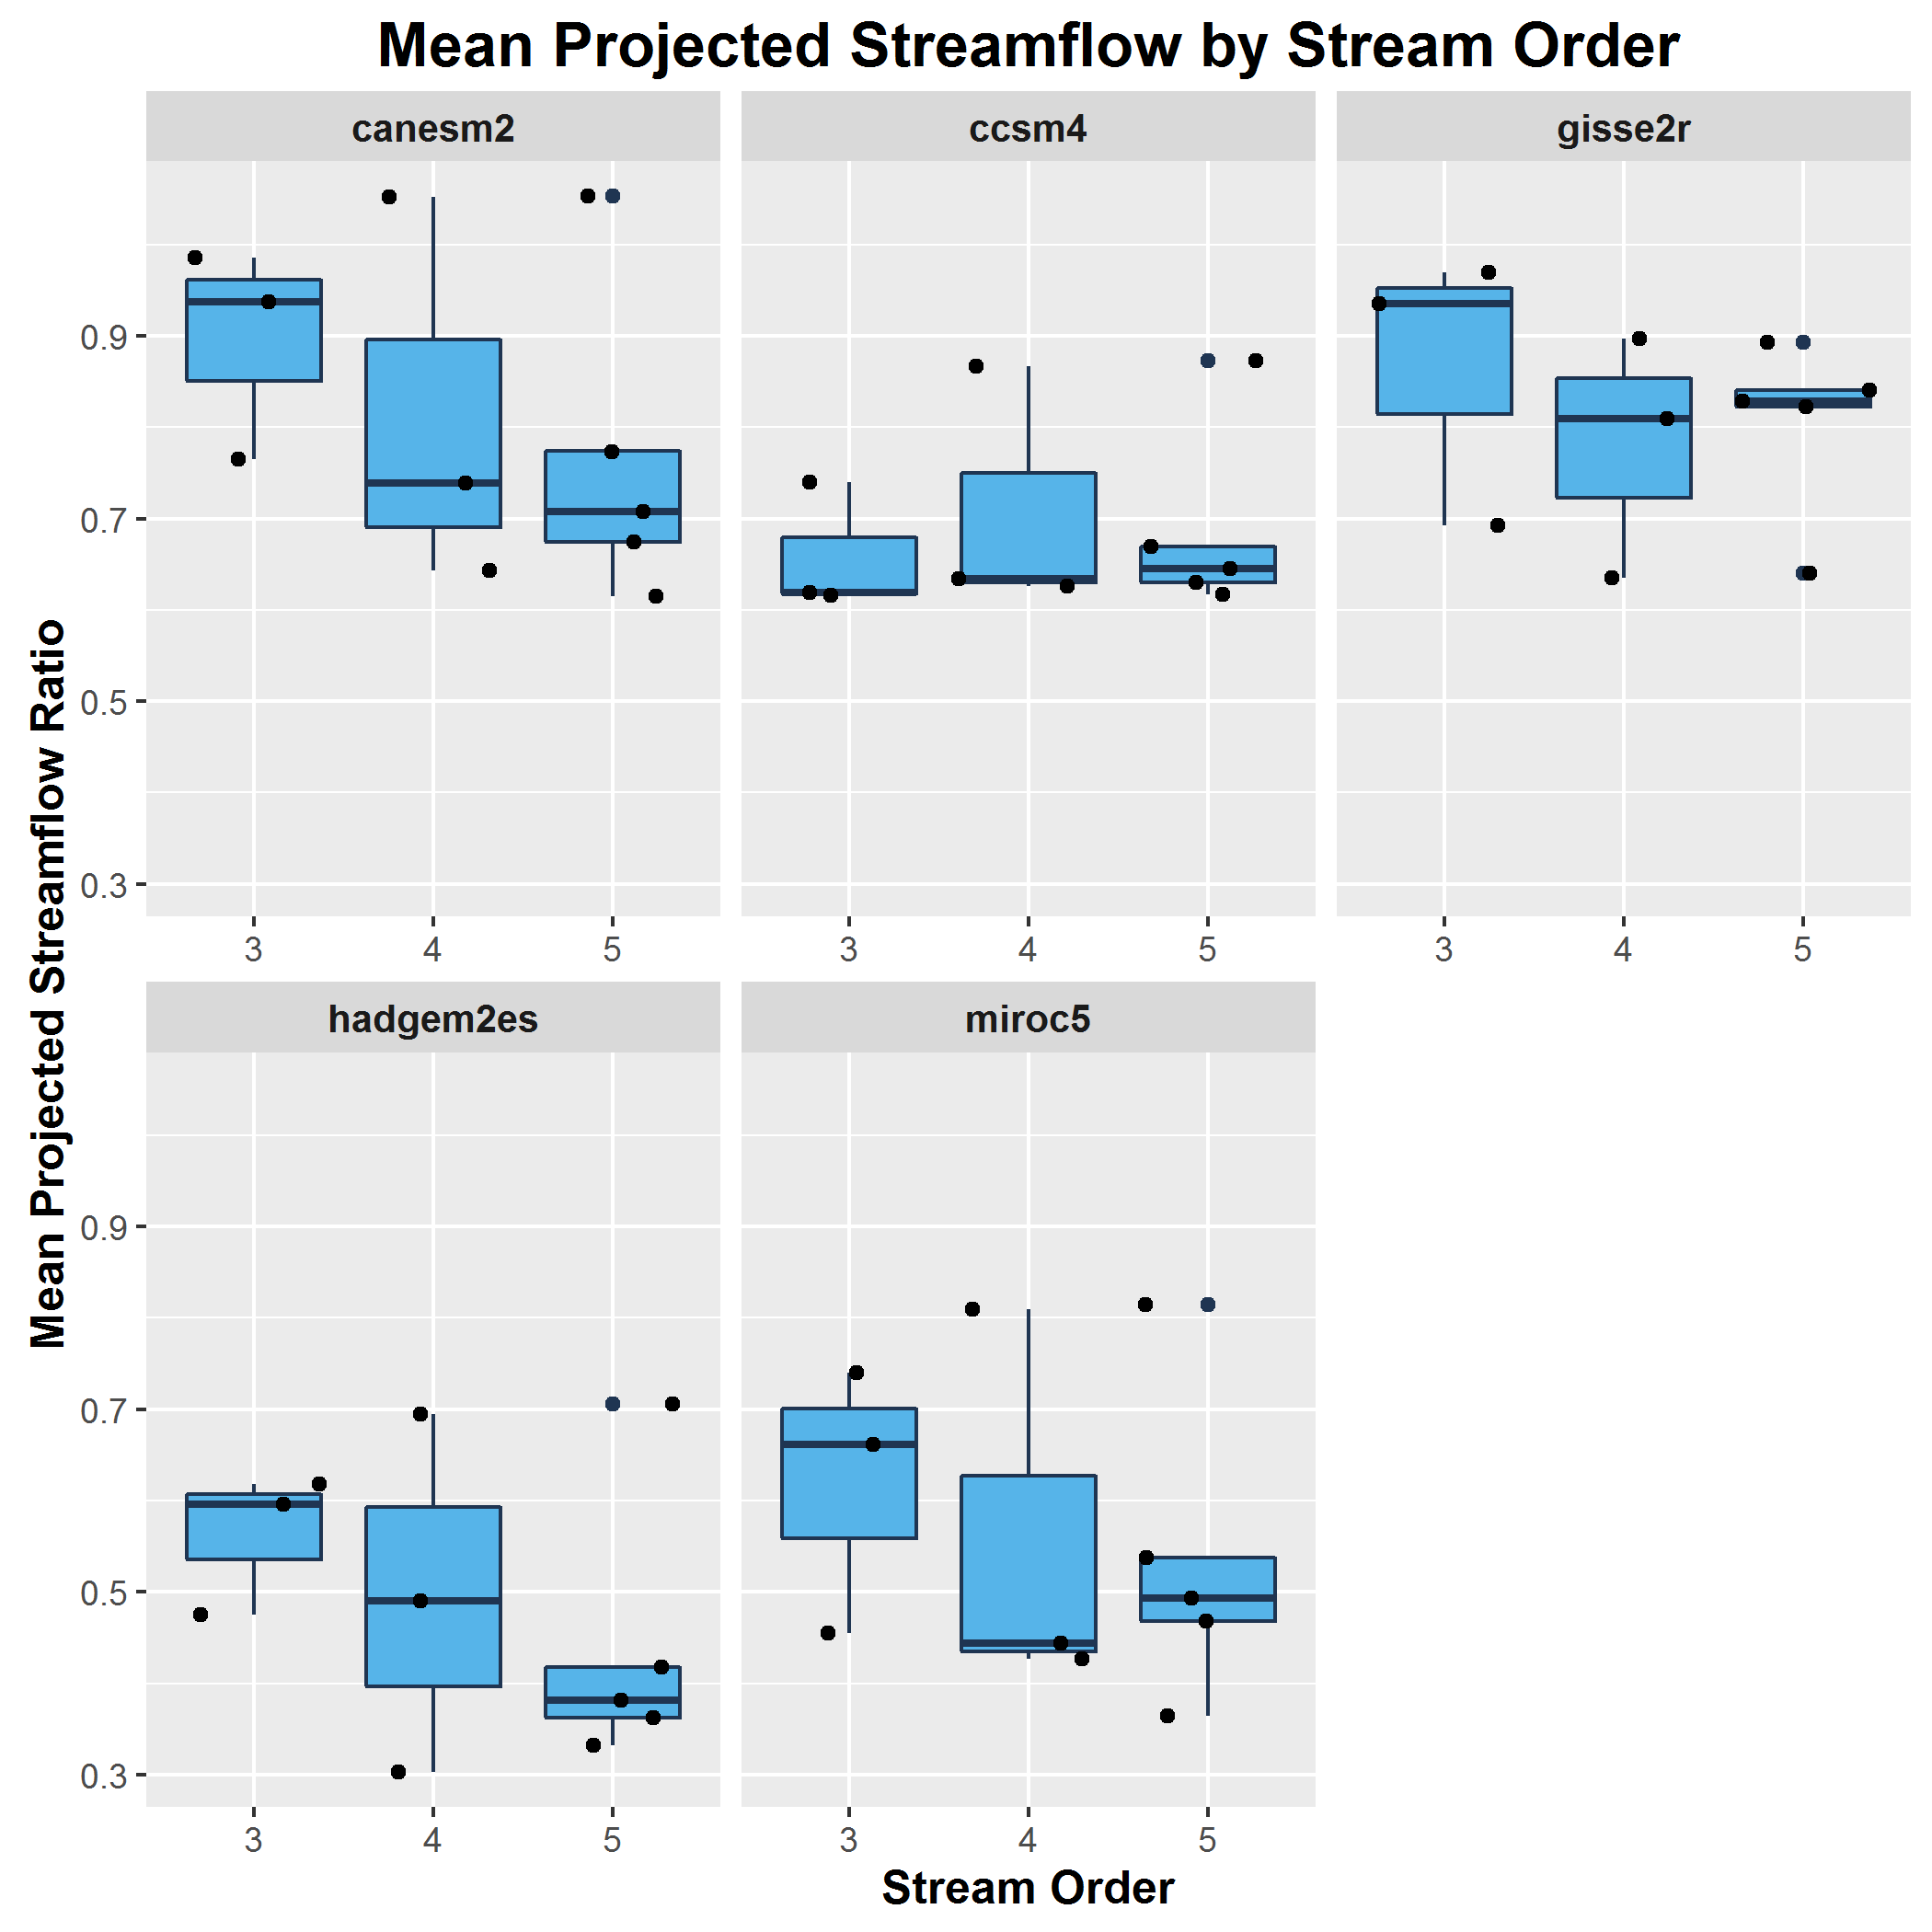 Mean Projected Streamflow by Stream Order
canesm2
ccsm4
gisse2r
0.9
0.7
0.5
0.3
3 4 5
3 4 5
3 4 5
Mean Projected Streamflow Ratio
hadgem2es
miroc5
0.9
0.7
0.5
0.3
3 4 5
3 4 5
Stream Order